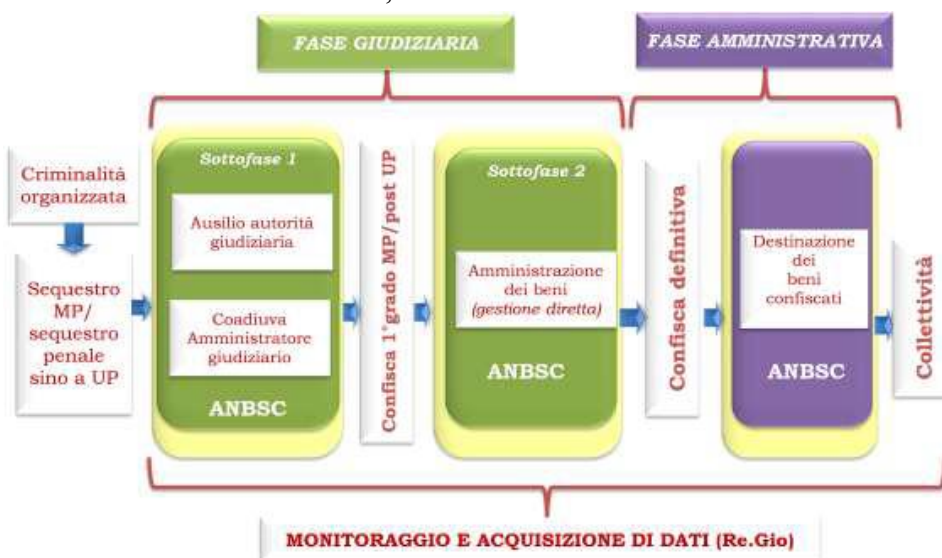 FASE GIUDIZIARIA
FASE AMMINISTRATIVA
Criminalità
organizzata
Sequestro
MP/
sequestro
penale
sino a UP
Sottofase 1
Ausilio autorità
giudiziaria
Coadiuva
Amministratore
giudiziario
ANBSC
Confisca 1°grado MP/post UP
Sottofase 2
Amministrazione
dei beni
(gestione diretta)
ANBSC
Confisca definitiva
Destinazione
dei
beni
confiscati
ANBSC
Collettività
MONITORAGGIO E ACQUISIZIONE DI DATI (Re.Gio)